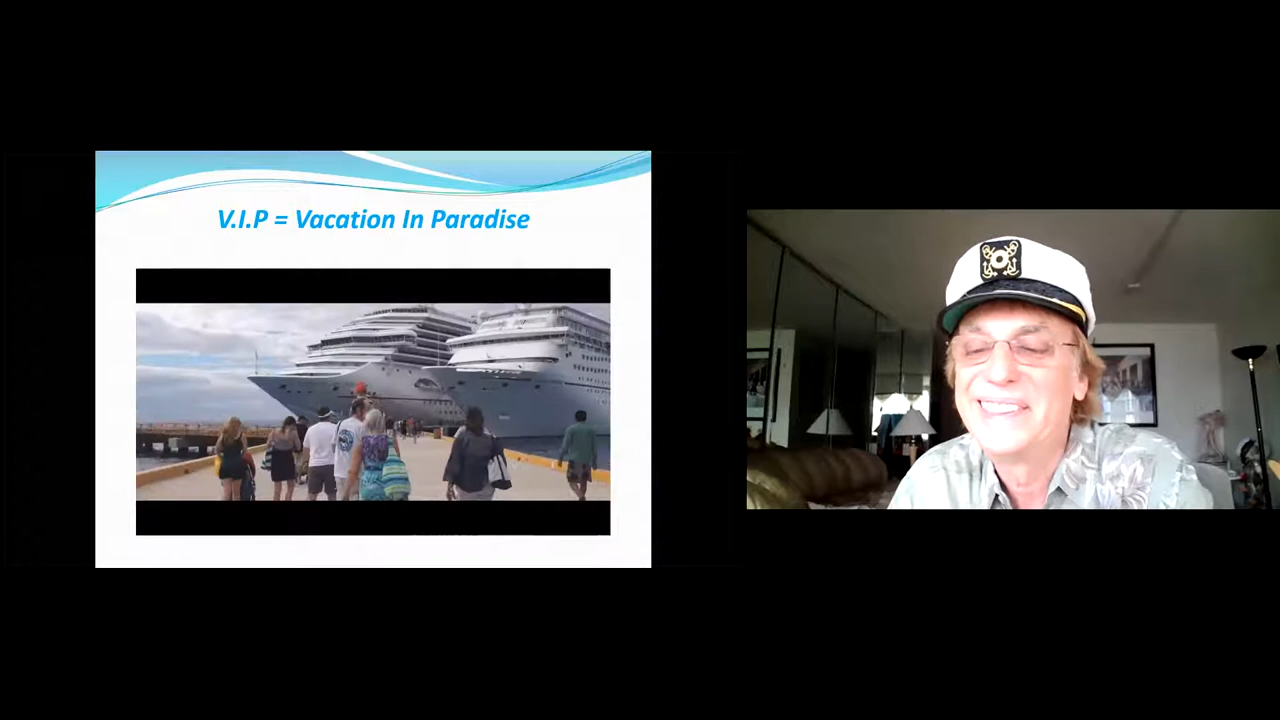 V.I.P = Vacation In Paradise